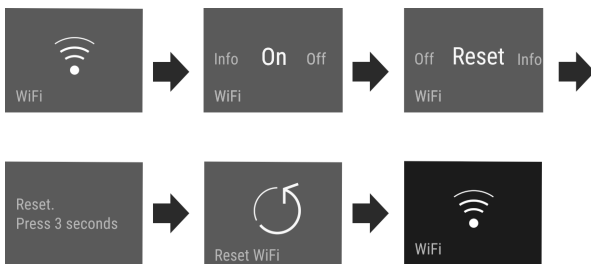 WiFi
Info On Off
WiFi
Off Reset Info
WiFi
Reset.
Press 3 seconds
Reset WiFi
WiFi